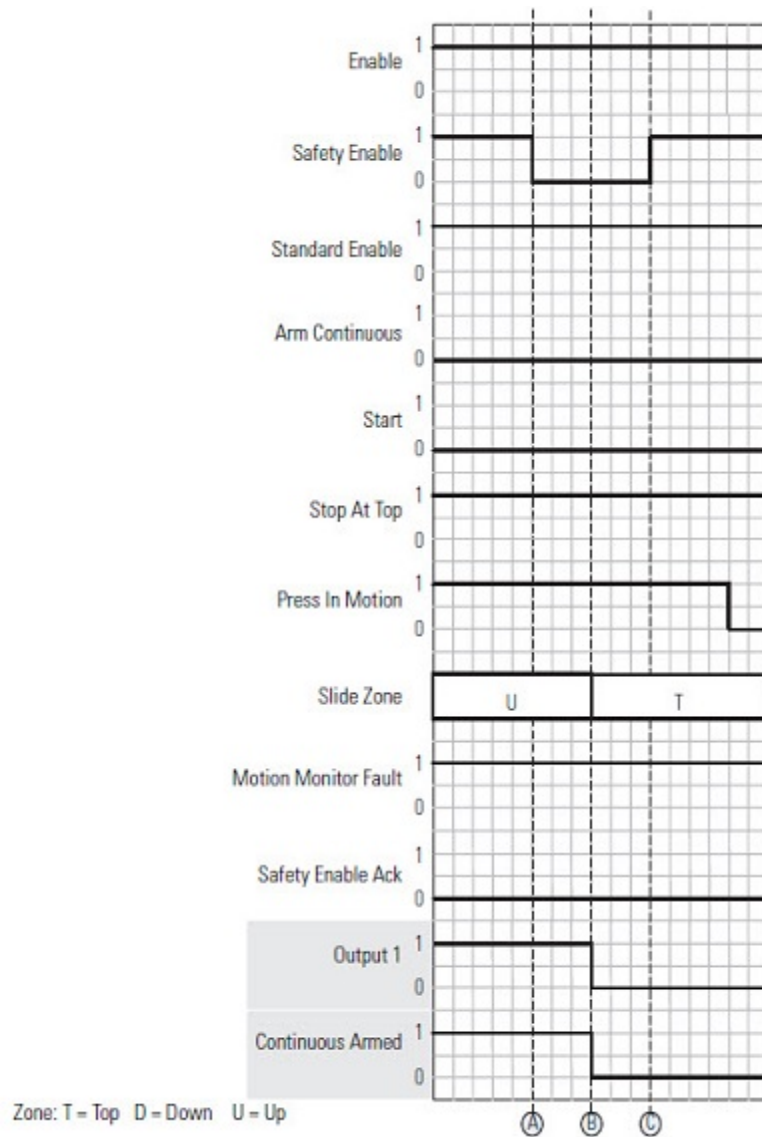 Enable 1
0
Safety Enable 1
0
Standard Enable 1
0
Arm Continuous 1
0
Start 1
0
Stop At Top 1
0
Press In Motion 1
0
Slide Zone U T
Motion Monitor Fault 1
0
Safety Enable Ack 1
0
Output 1 1
0
Continuous Armed 1
0
Zone: T = Top D = Down U = Up
A B C